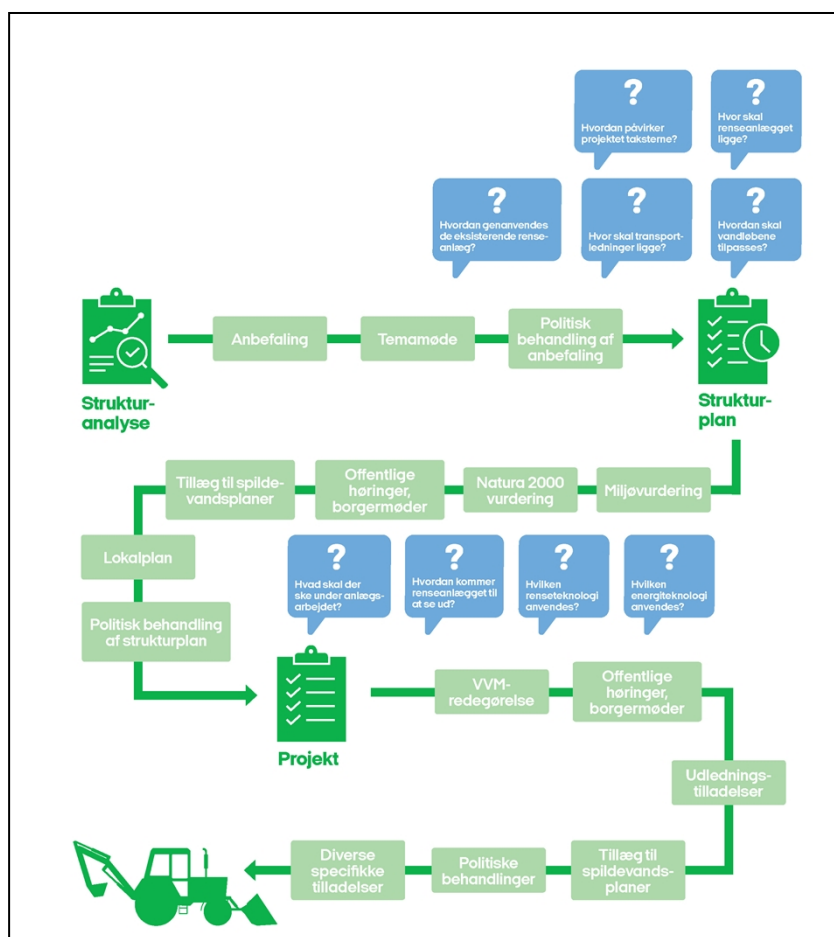 ?
Hvordan påvirker
projektet taksterne?
?
Hvor skal
renseanlægget
ligge?
?
Hvordan genanvendes
de eksisterende rense-
anlæg?
?
Hvor skal transport-
ledninger ligge?
?
Hvordan skal
vandløbene
tilpasses?
Struktur-
analyse
Anbefaling
Temamøde
Politisk
behandling af
anbefaling
Struktur-
plan
Miljøvurdering
Natura 2000
vurdering
Offentlige
høringer,
borgermøder
Tillæg til spilde-
vandsplaner
Lokalplan
Politisk behandling
af strukturplan
?
Hvad skal der
ske under anlægs-
arbejdet?
?
Hvordan kommer
renseanlægget til
at se ud?
?
Hvilken
renseteknologi
anvendes?
?
Hvilken
energiteknologi
anvendes?
Projekt
VVM-
redegørelse
Offentlige
høringer,
borgermøder
Udlednings-
tilladelser
Tillæg til
spildevands-
planer
Politiske
behandlinger
Diverse
specifikke
tilladelser